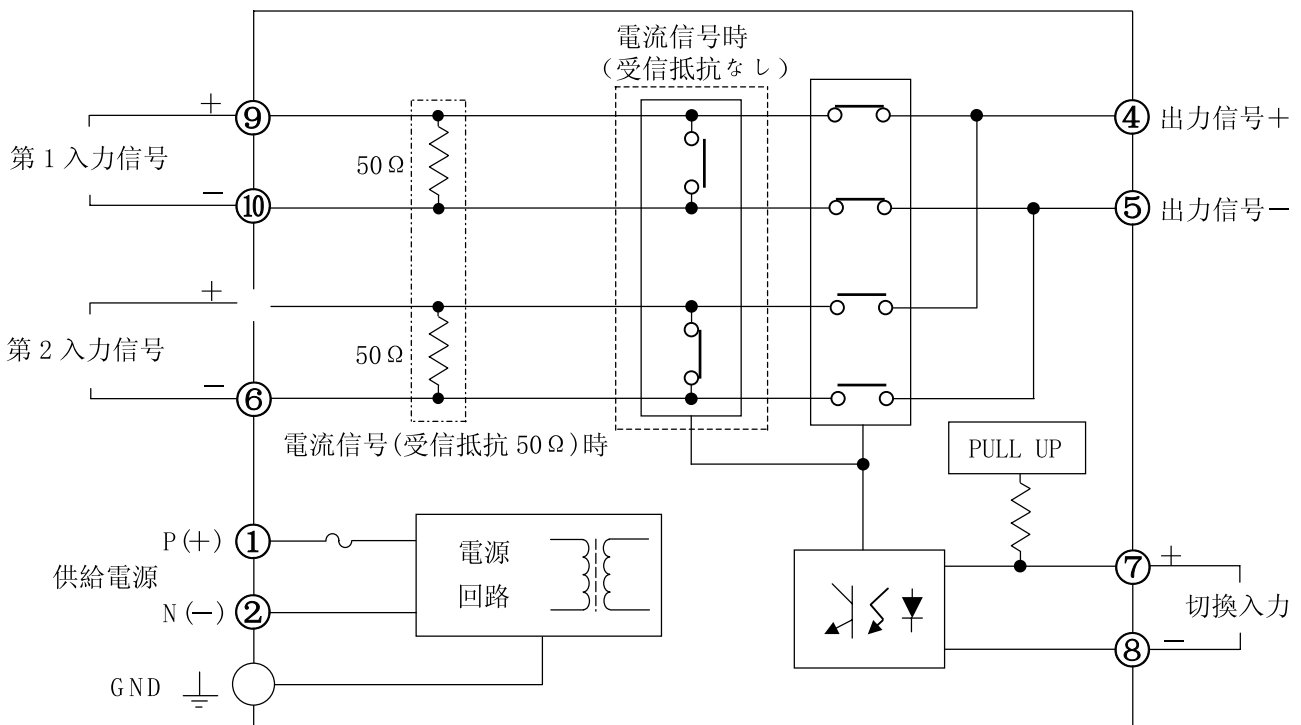 電流信号時
(受信抵抗なし)
+
⑨
④
出力信号+
第1入力信号
50Ω
−
⑩
⑤
出力信号−
+
第2入力信号
50Ω
−
⑥
電流信号(受信抵抗 50Ω)時
PULL UP
P(+)
①
電源
回路
供給電源
N(−)
②
GND
⑦
+
切換入力
⑧
−